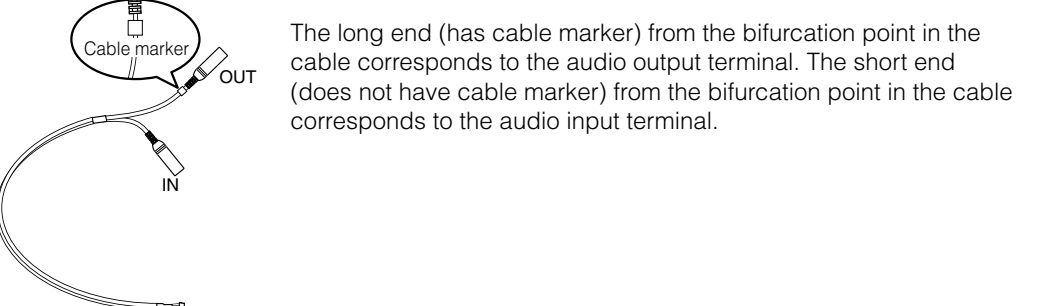 Cable marker
OUT
IN
The long end (has cable marker) from the bifurcation point in the
cable corresponds to the audio output terminal. The short end
(does not have cable marker) from the bifurcation point in the cable
corresponds to the audio input terminal.